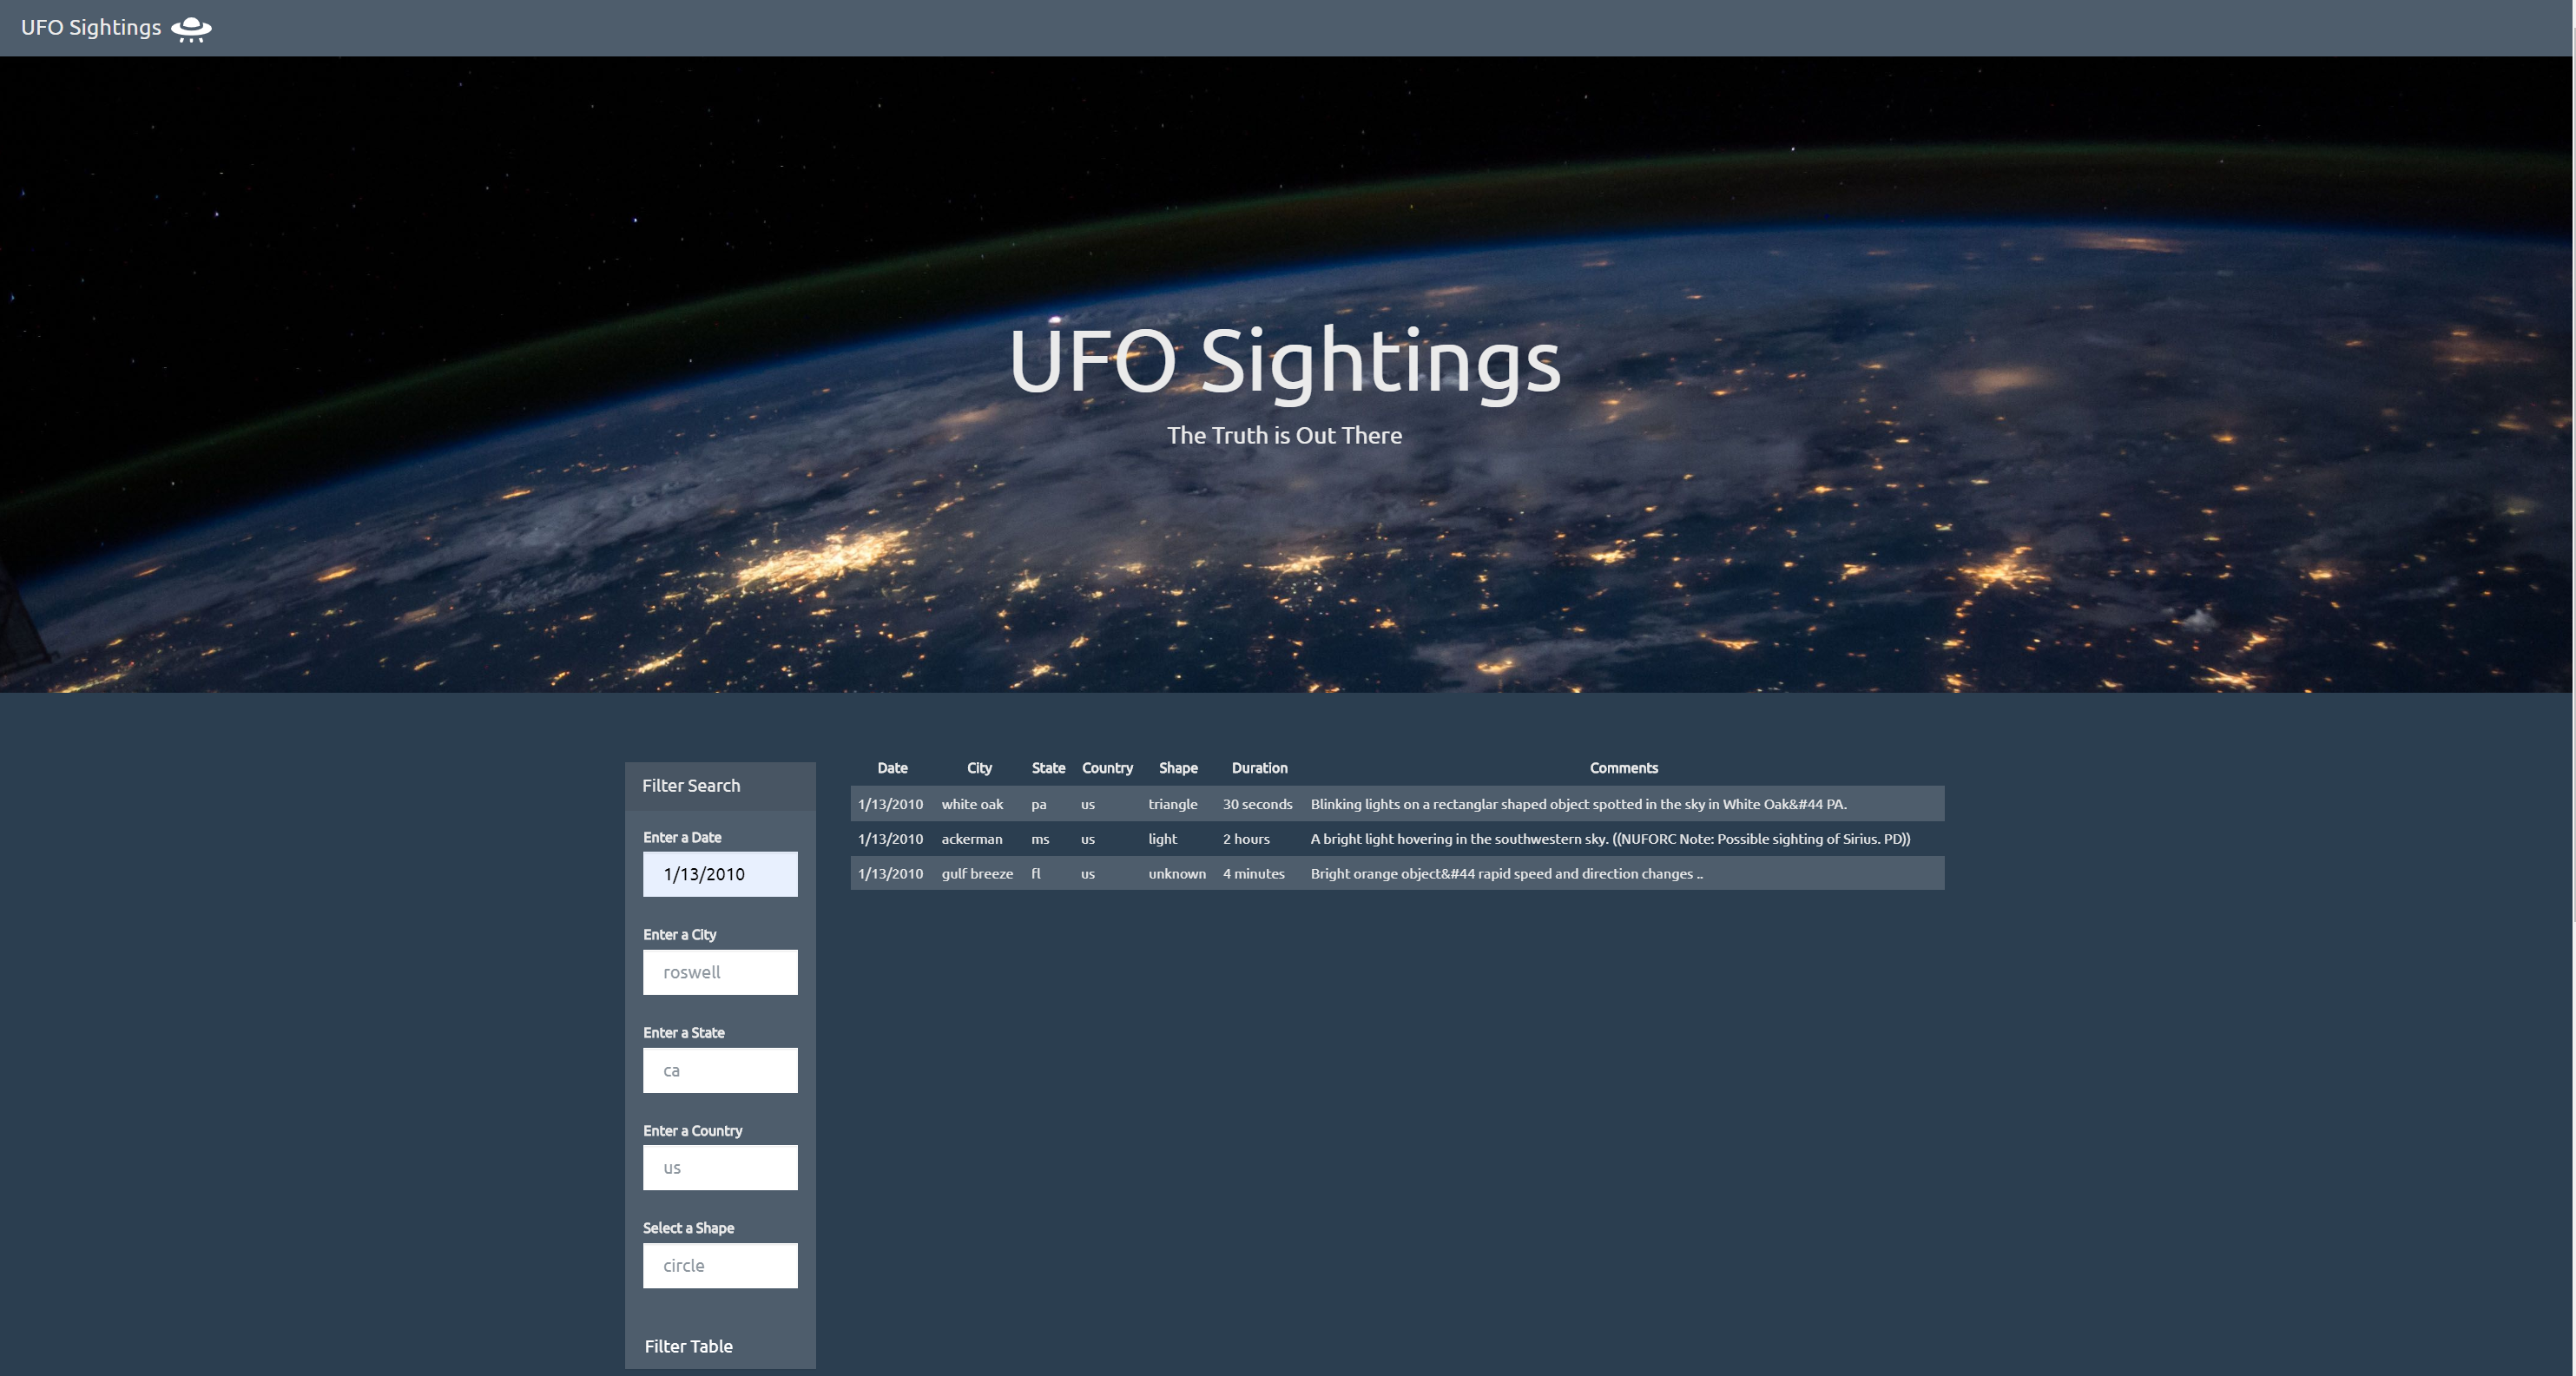 UFO Sightings
UFO Sightings
The Truth is Out There
Filter Search
Enter a Date
1/13/2010
Enter a City
roswell
Enter a State
ca
Enter a Country
us
Select a Shape
circle
Filter Table
Date City State Country Shape Duration Comments
1/13/2010 white oak pa us triangle 30 seconds Blinking lights on a rectanglar shaped object spotted in the sky in White Oak&#44 PA.
1/13/2010 ackerman ms us light 2 hours A bright light hovering in the southwestern sky. ((NUFORC Note: Possible sighting of Sirius. PD))
1/13/2010 gulf breeze fl us unknown 4 minutes Bright orange object&#44 rapid speed and direction changes ..